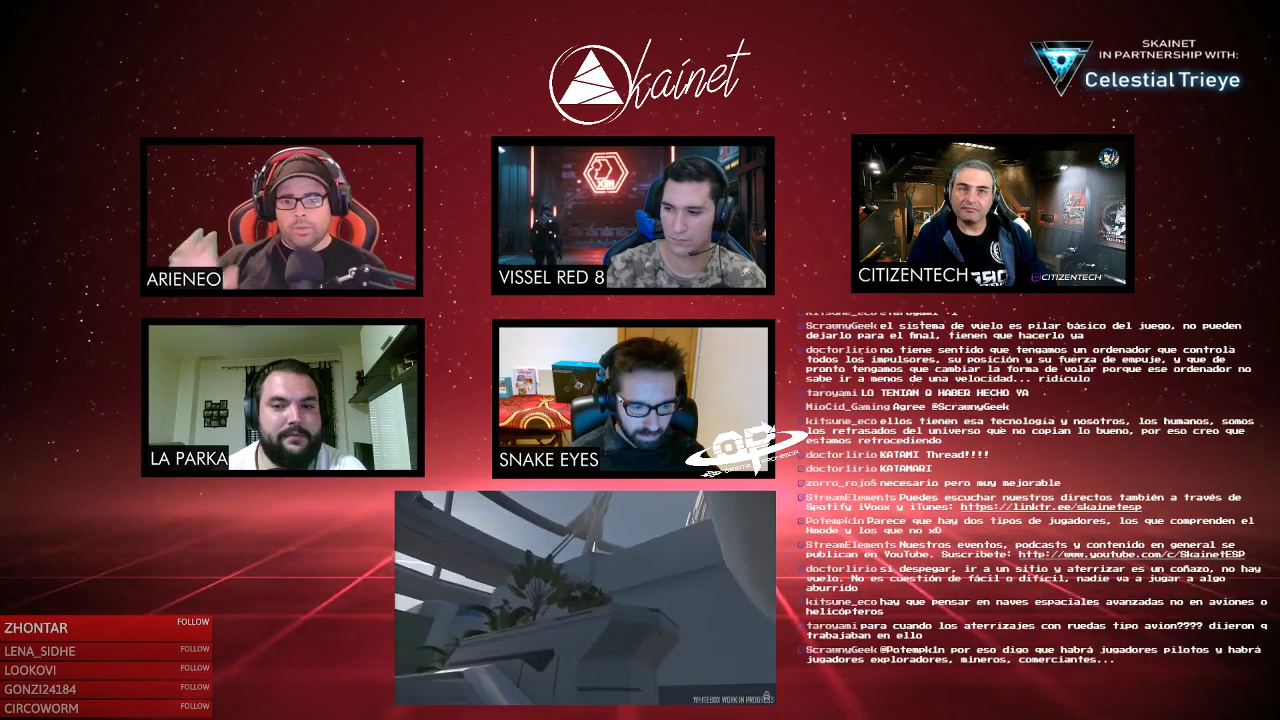 kainet
SKAINET
IN PARTNERSHIP WITH:
Celestial Trieye
ARIENEO
VISSEL RED 8
CITIZENTECH
CITIZENTECH
LA PARKA
SNAKE EYES
WHITEBOX WORK IN PROGRESS
ScrawnyGeek el sistema de vuelo es pilar básico del juego, no pueden
dejarlo para el final, tienen que hacerlo ya
doctorlirio no tiene sentido que tengamos un ordenador que controla
todos los impulsores, su posición y su fuerza de empuje, y que de
pronto tengamos que cambiar la forma de volar porque ese ordenador no
sabe ir a menos de una velocidad... ridículo
taroyami LO TENIAN Q HABER HECHO YA
MioCid_Gaming Agree @ScrawnyGeek
kitsune_eco ellos tienen esa tecnología y nosotros, los humanos, somos
los retrasados del universo que no copian lo bueno, por eso creo que
estamos retrocediendo
doctorlirio KATAMI Thread!!!!
doctorlirio KATAMARI
zorro_rojo8 necesario pero muy mejorable
StreamElements Puedes escuchar nuestros directos también a través de
Spotify iVoox y iTunes: https://linktr.ee/skainetesp
Potempk1n Parece que hay dos tipos de jugadores, los que comprenden el
Hmode y los que no xD
StreamElements Nuestros eventos, podcasts y contenido en general se
publican en YouTube. Suscribete: http://www.youtube.com/c/SkainetESP
doctorlirio si despegar, ir a un sitio y aterrizar es un coñazo, no hay
vuelo. No es cuestión de fácil o difícil, nadie va a jugar a algo
aburrido
kitsune_eco hay que pensar en naves espaciales avanzadas no en aviones o
helicópteros
taroyami para cuando los aterrizajes con ruedas tipo avion???? dijeron q
trabajaban en ello
ScrawnyGeek @Potempk1n por eso digo que habrá jugadores pilotos y habrá
jugadores exploradores, mineros, comerciantes...
ZHONTAR FOLLOW
LENA_SIDHE FOLLOW
LOOKOVI FOLLOW
GONZI24184 FOLLOW
CIRCOWORM FOLLOW